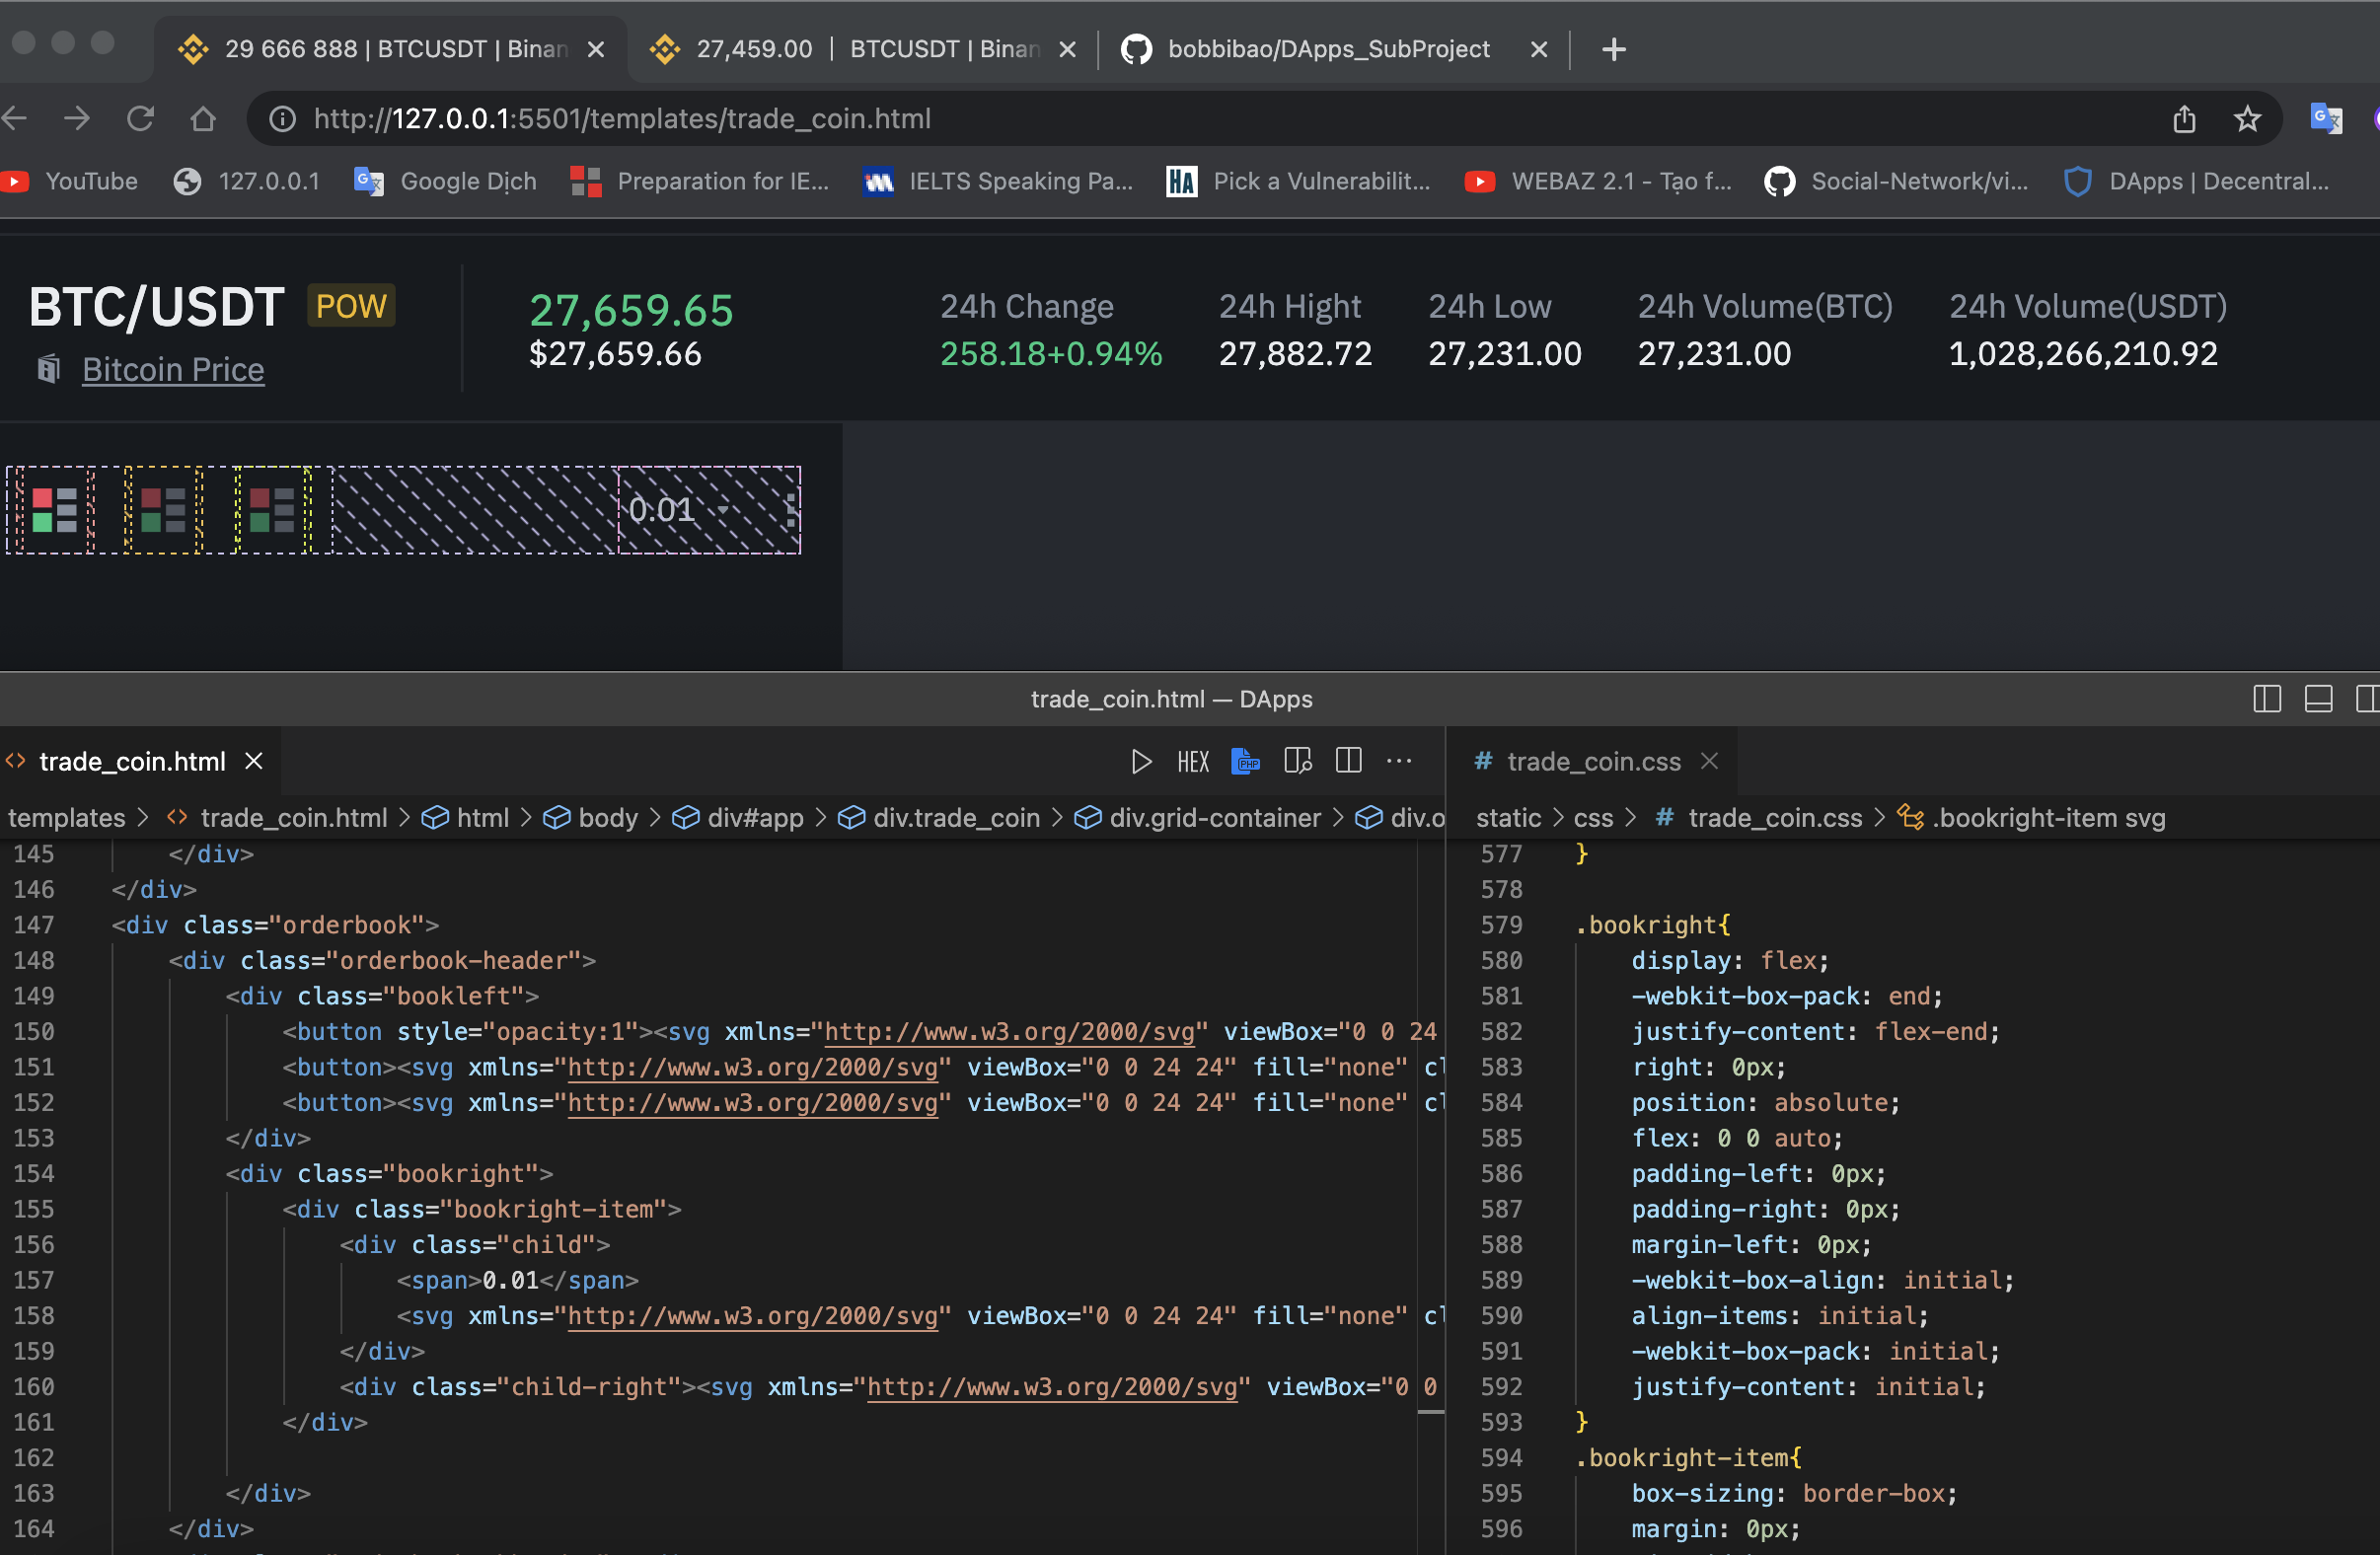 29 666 888 | BTCUSDT | Binan
27,459.00 | BTCUSDT | Binan
bobbibao/DApps_SubProject
http://127.0.0.1:5501/templates/trade_coin.html
YouTube
127.0.0.1
Google Dịch
Preparation for IE...
IELTS Speaking Pa...
HA Pick a Vulnerabilit...
WEBAZ 2.1 - Tạo f...
Social-Network/vi...
DApps | Decentral...
BTC/USDT POW
Bitcoin Price
27,659.65
$27,659.66
24h Change
258.18+0.94%
24h Hight
27,882.72
24h Low
27,231.00
24h Volume(BTC)
27,231.00
24h Volume(USDT)
1,028,266,210.92
0.01
trade_coin.html — DApps
<> trade_coin.html
HEX
PHP
templates > <> trade_coin.html > html > body > div#app > div.trade_coin > div.grid-container > div.o
145 </div>
146 </div>
147 <div class="orderbook">
148 <div class="orderbook-header">
149 <div class="bookleft">
150 <button style="opacity:1"><svg xmlns="http://www.w3.org/2000/svg" viewBox="0 0 24
151 <button><svg xmlns="http://www.w3.org/2000/svg" viewBox="0 0 24 24" fill="none" cl
152 <button><svg xmlns="http://www.w3.org/2000/svg" viewBox="0 0 24 24" fill="none" cl
153 </div>
154 <div class="bookright">
155 <div class="bookright-item">
156 <div class="child">
157 <span>0.01</span>
158 <svg xmlns="http://www.w3.org/2000/svg" viewBox="0 0 24 24" fill="none" cl
159 </div>
160 <div class="child-right"><svg xmlns="http://www.w3.org/2000/svg" viewBox="0 0
161 </div>
162
163 </div>
164 </div>
# trade_coin.css
static > css > # trade_coin.css > .bookright-item svg
577 }
578
579 .bookright{
580 display: flex;
581 -webkit-box-pack: end;
582 justify-content: flex-end;
583 right: 0px;
584 position: absolute;
585 flex: 0 0 auto;
586 padding-left: 0px;
587 padding-right: 0px;
588 margin-left: 0px;
589 -webkit-box-align: initial;
590 align-items: initial;
591 -webkit-box-pack: initial;
592 justify-content: initial;
593 }
594 .bookright-item{
595 box-sizing: border-box;
596 margin: 0px;